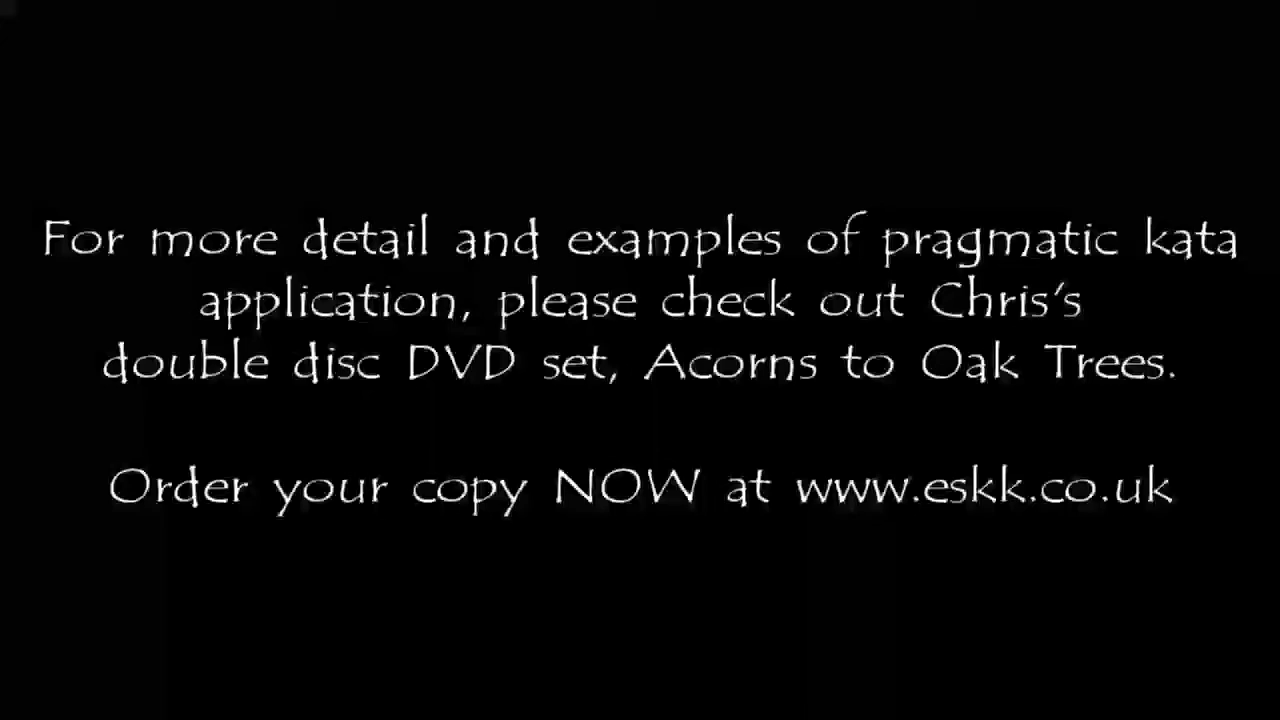 For more detail and examples of pragmatic kata
application, please check out Chris's
double disc DVD set, Acorns to Oak Trees.
Order your copy NOW at www.eskk.co.uk